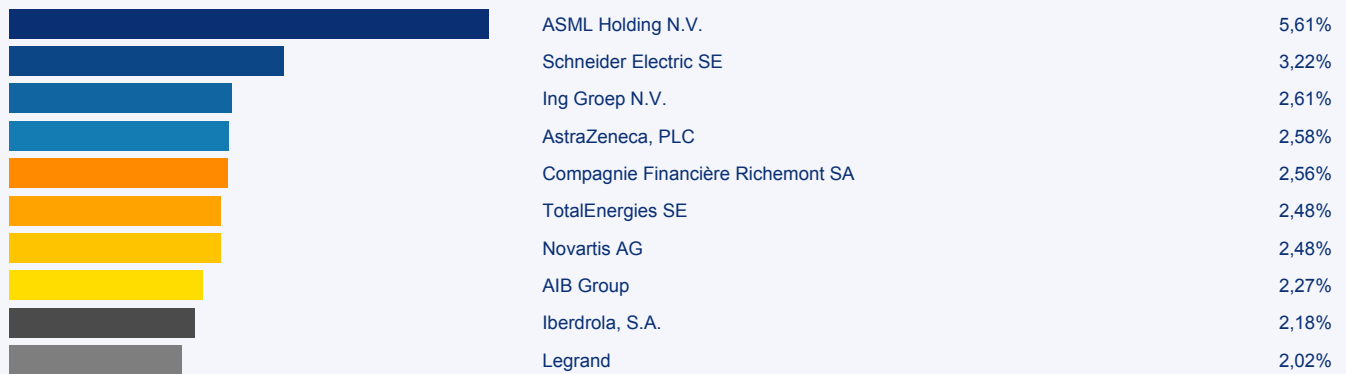 ASML Holding N.V. 5,61%
Schneider Electric SE 3,22%
Ing Groep N.V. 2,61%
AstraZeneca, PLC 2,58%
Compagnie Financière Richemont SA 2,56%
TotalEnergies SE 2,48%
Novartis AG 2,48%
AIB Group 2,27%
Iberdrola, S.A. 2,18%
Legrand 2,02%